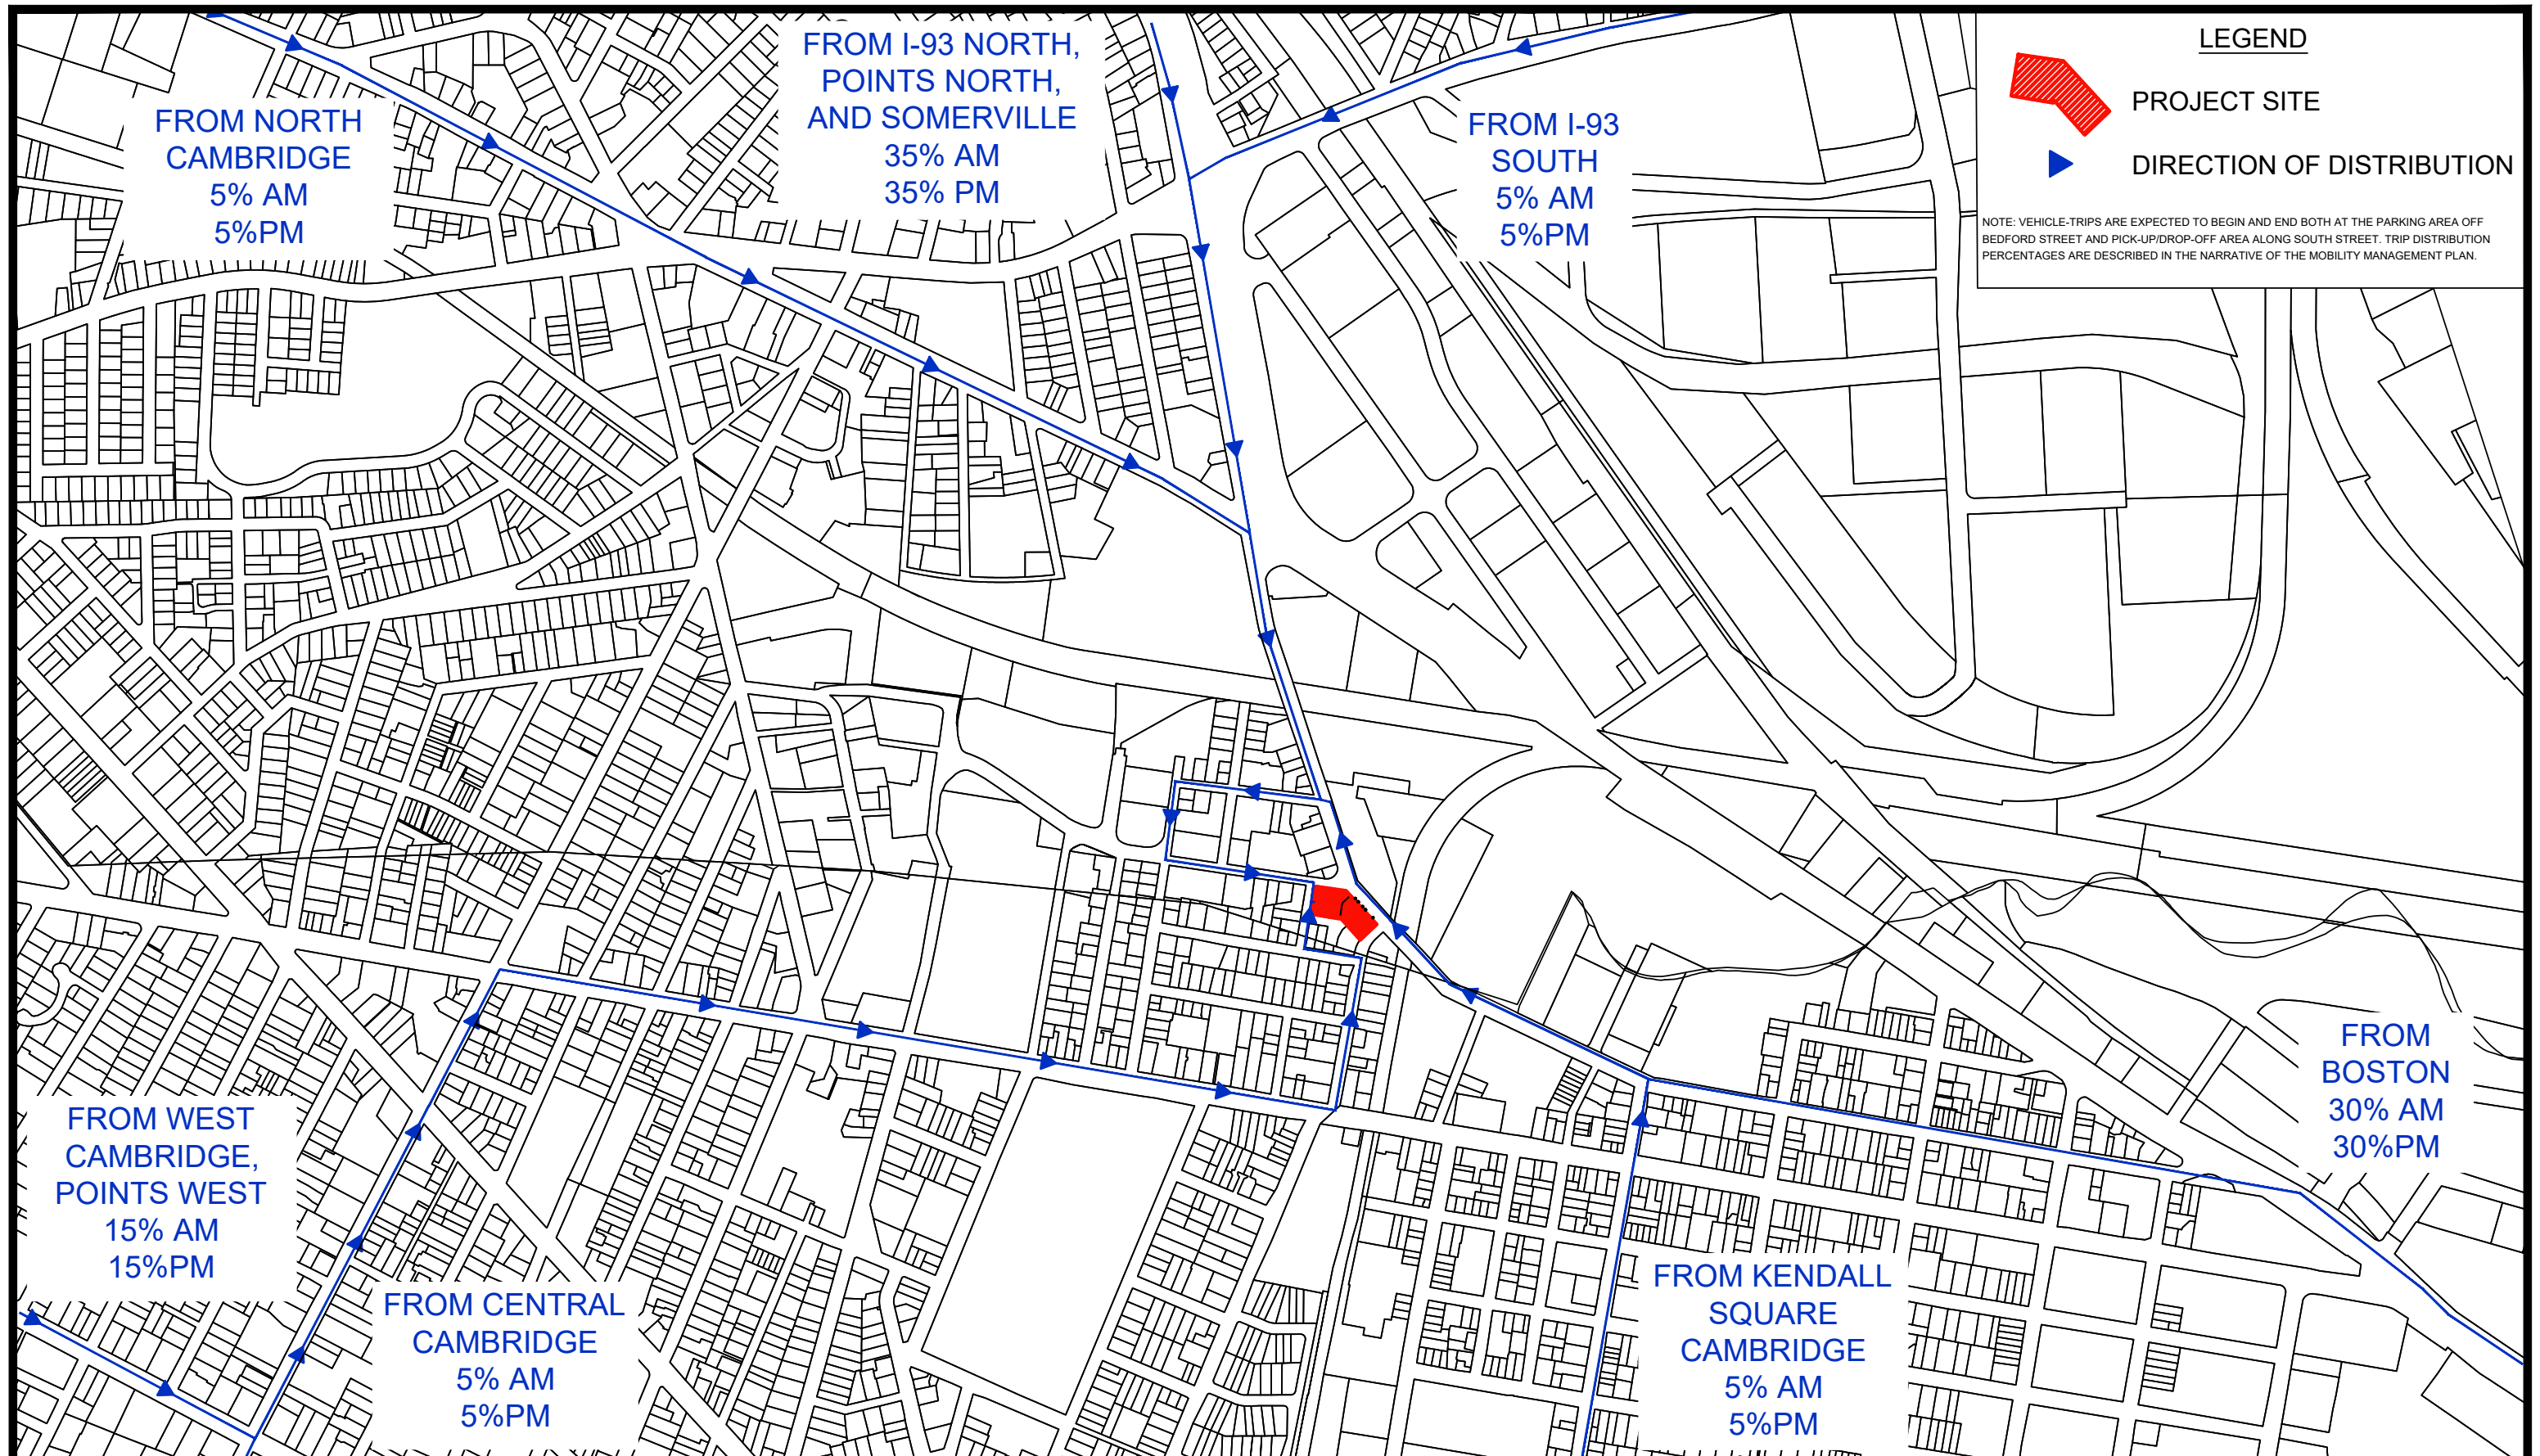 FROM NORTH
CAMBRIDGE
5% AM
5%PM
FROM I-93 NORTH,
POINTS NORTH,
AND SOMERVILLE
35% AM
35% PM
FROM I-93
SOUTH
5% AM
5%PM
LEGEND
PROJECT SITE
DIRECTION OF DISTRIBUTION
NOTE: VEHICLE-TRIPS ARE EXPECTED TO BEGIN AND END BOTH AT THE PARKING AREA OFF
BEDFORD STREET AND PICK-UP/DROP-OFF AREA ALONG SOUTH STREET. TRIP DISTRIBUTION
PERCENTAGES ARE DESCRIBED IN THE NARRATIVE OF THE MOBILITY MANAGEMENT PLAN.
FROM WEST
CAMBRIDGE,
POINTS WEST
15% AM
15%PM
FROM CENTRAL
CAMBRIDGE
5% AM
5%PM
FROM KENDALL
SQUARE
CAMBRIDGE
5% AM
5%PM
FROM
BOSTON
30% AM
30%PM